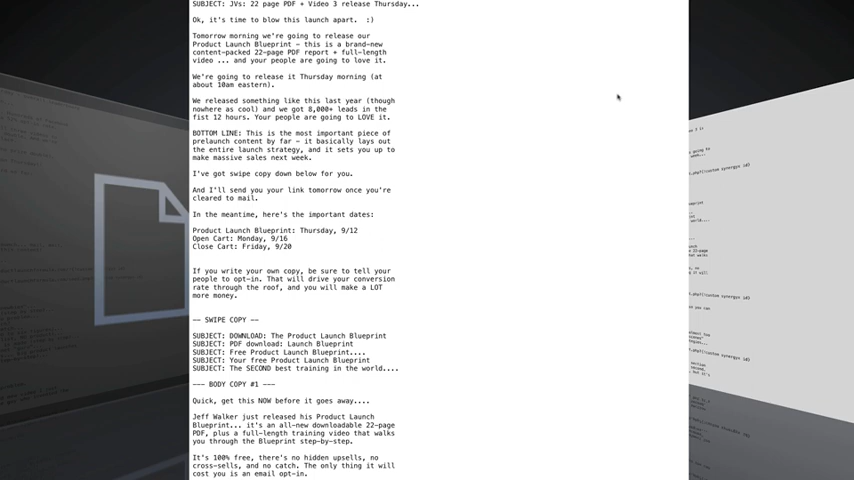 SUBJECT: JVs: 22 page PDF + Video 3 release Thursday...
Ok, it's time to blow this launch apart.  :)
Tomorrow morning we're going to release our
Product Launch Blueprint - this is a brand-new
content-packed 22-page PDF report + full-length
video ... and your people are going to love it.
We're going to release it Thursday morning (at
about 10am eastern).
We released something like this last year (though
nowhere as cool) and we got 8,000+ leads in the
fist 12 hours. Your people are going to LOVE it.
BOTTOM LINE: This is the most important piece of
prelaunch content by far - it basically lays out
the entire launch strategy, and it sets you up to
make massive sales next week.
I've got swipe copy down below for you.
And I'll send you your link tomorrow once you're
cleared to mail.
In the meantime, here's the important dates:
Product Launch Blueprint: Thursday, 9/12
Open Cart: Monday, 9/16
Close Cart: Friday, 9/20
If you write your own copy, be sure to tell your
people to opt-in. That will drive your conversion
rate through the roof, and you will make a LOT
more money.
-- SWIPE COPY --
SUBJECT: DOWNLOAD: The Product Launch Blueprint
SUBJECT: PDF download: Launch Blueprint
SUBJECT: Free Product Launch Blueprint....
SUBJECT: Your free Product Launch Blueprint
SUBJECT: The SECOND best training in the world....
--- BODY COPY #1 ---
Quick, get this NOW before it goes away....
Jeff Walker just released his Product Launch
Blueprint... it's an all-new downloadable 22-page
PDF, plus a full-length training video that walks
you through the Blueprint step-by-step.
It's 100% free, there's no hidden upsells, no
cross-sells, and no catch. The only thing it will
cost you is an email opt-in.